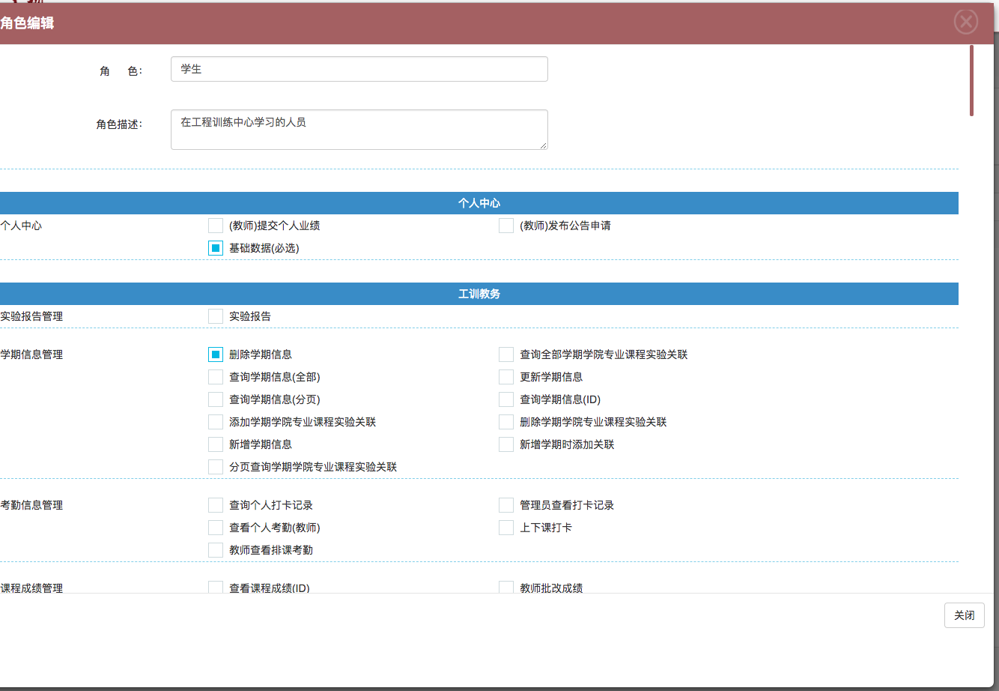 角色编辑
角 色：
学生
角色描述：
在工程训练中心学习的人员
个人中心
个人中心 (教师)提交个人业绩 (教师)发布公告申请
基础数据(必选)
工训教务
实验报告管理 实验报告
学期信息管理 删除学期信息 查询全部学期学院专业课程实验关联
查询学期信息(全部) 更新学期信息
查询学期信息(分页) 查询学期信息(ID)
添加学期学院专业课程实验关联 删除学期学院专业课程实验关联
新增学期信息 新增学期时添加关联
分页查询学期学院专业课程实验关联
考勤信息管理 查询个人打卡记录 管理员查看打卡记录
查看个人考勤(教师) 上下课打卡
教师查看排课考勤
课程成绩管理 查看课程成绩(ID) 教师批改成绩
关闭